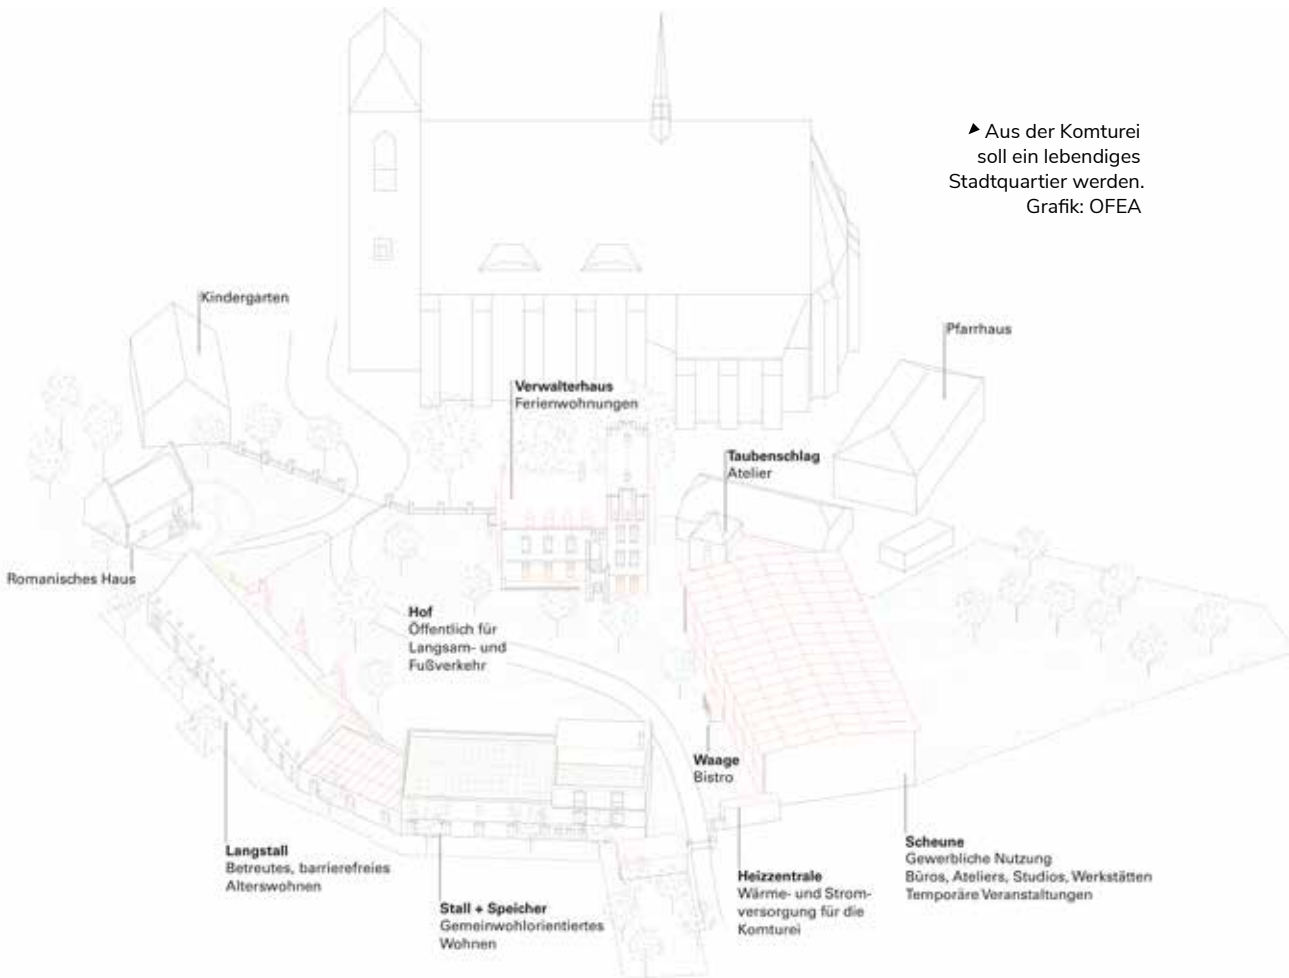 Aus der Komturei
soll ein lebendiges
Stadtquartier werden.
Grafik: OFEA
Kindergarten
Pfarrhaus
Verwalterhaus
Ferienwohnungen
Taubenschlag
Atelier
Romanisches Haus
Hof
Öffentlich für
Langsam- und
Fußverkehr
Waage
Bistro
Langstall
Betreutes, barrierefreies
Alterswohnen
Stall + Speicher
Gemeinwohlorientiertes
Wohnen
Heizzentrale
Wärme- und Strom-
versorgung für die
Komturei
Scheune
Gewerbliche Nutzung
Büros, Ateliers, Studios, Werkstätten
Temporäre Veranstaltungen